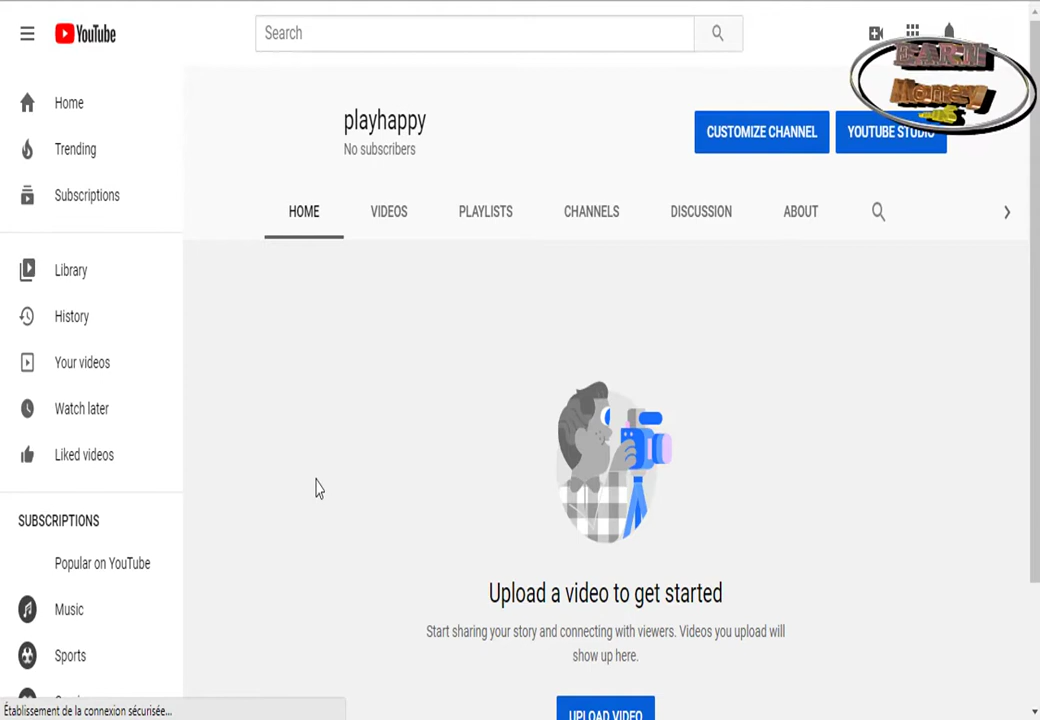 YouTube
Search
EARN
Money
Home
Trending
Subscriptions
Library
History
Your videos
Watch later
Liked videos
SUBSCRIPTIONS
Popular on YouTube
Music
Sports
playhappy
No subscribers
CUSTOMIZE CHANNEL
YOUTUBE STUDIO
HOME
VIDEOS
PLAYLISTS
CHANNELS
DISCUSSION
ABOUT
Upload a video to get started
Start sharing your story and connecting with viewers. Videos you upload will
show up here.
UPLOAD VIDEO
Établissement de la connexion sécurisée...